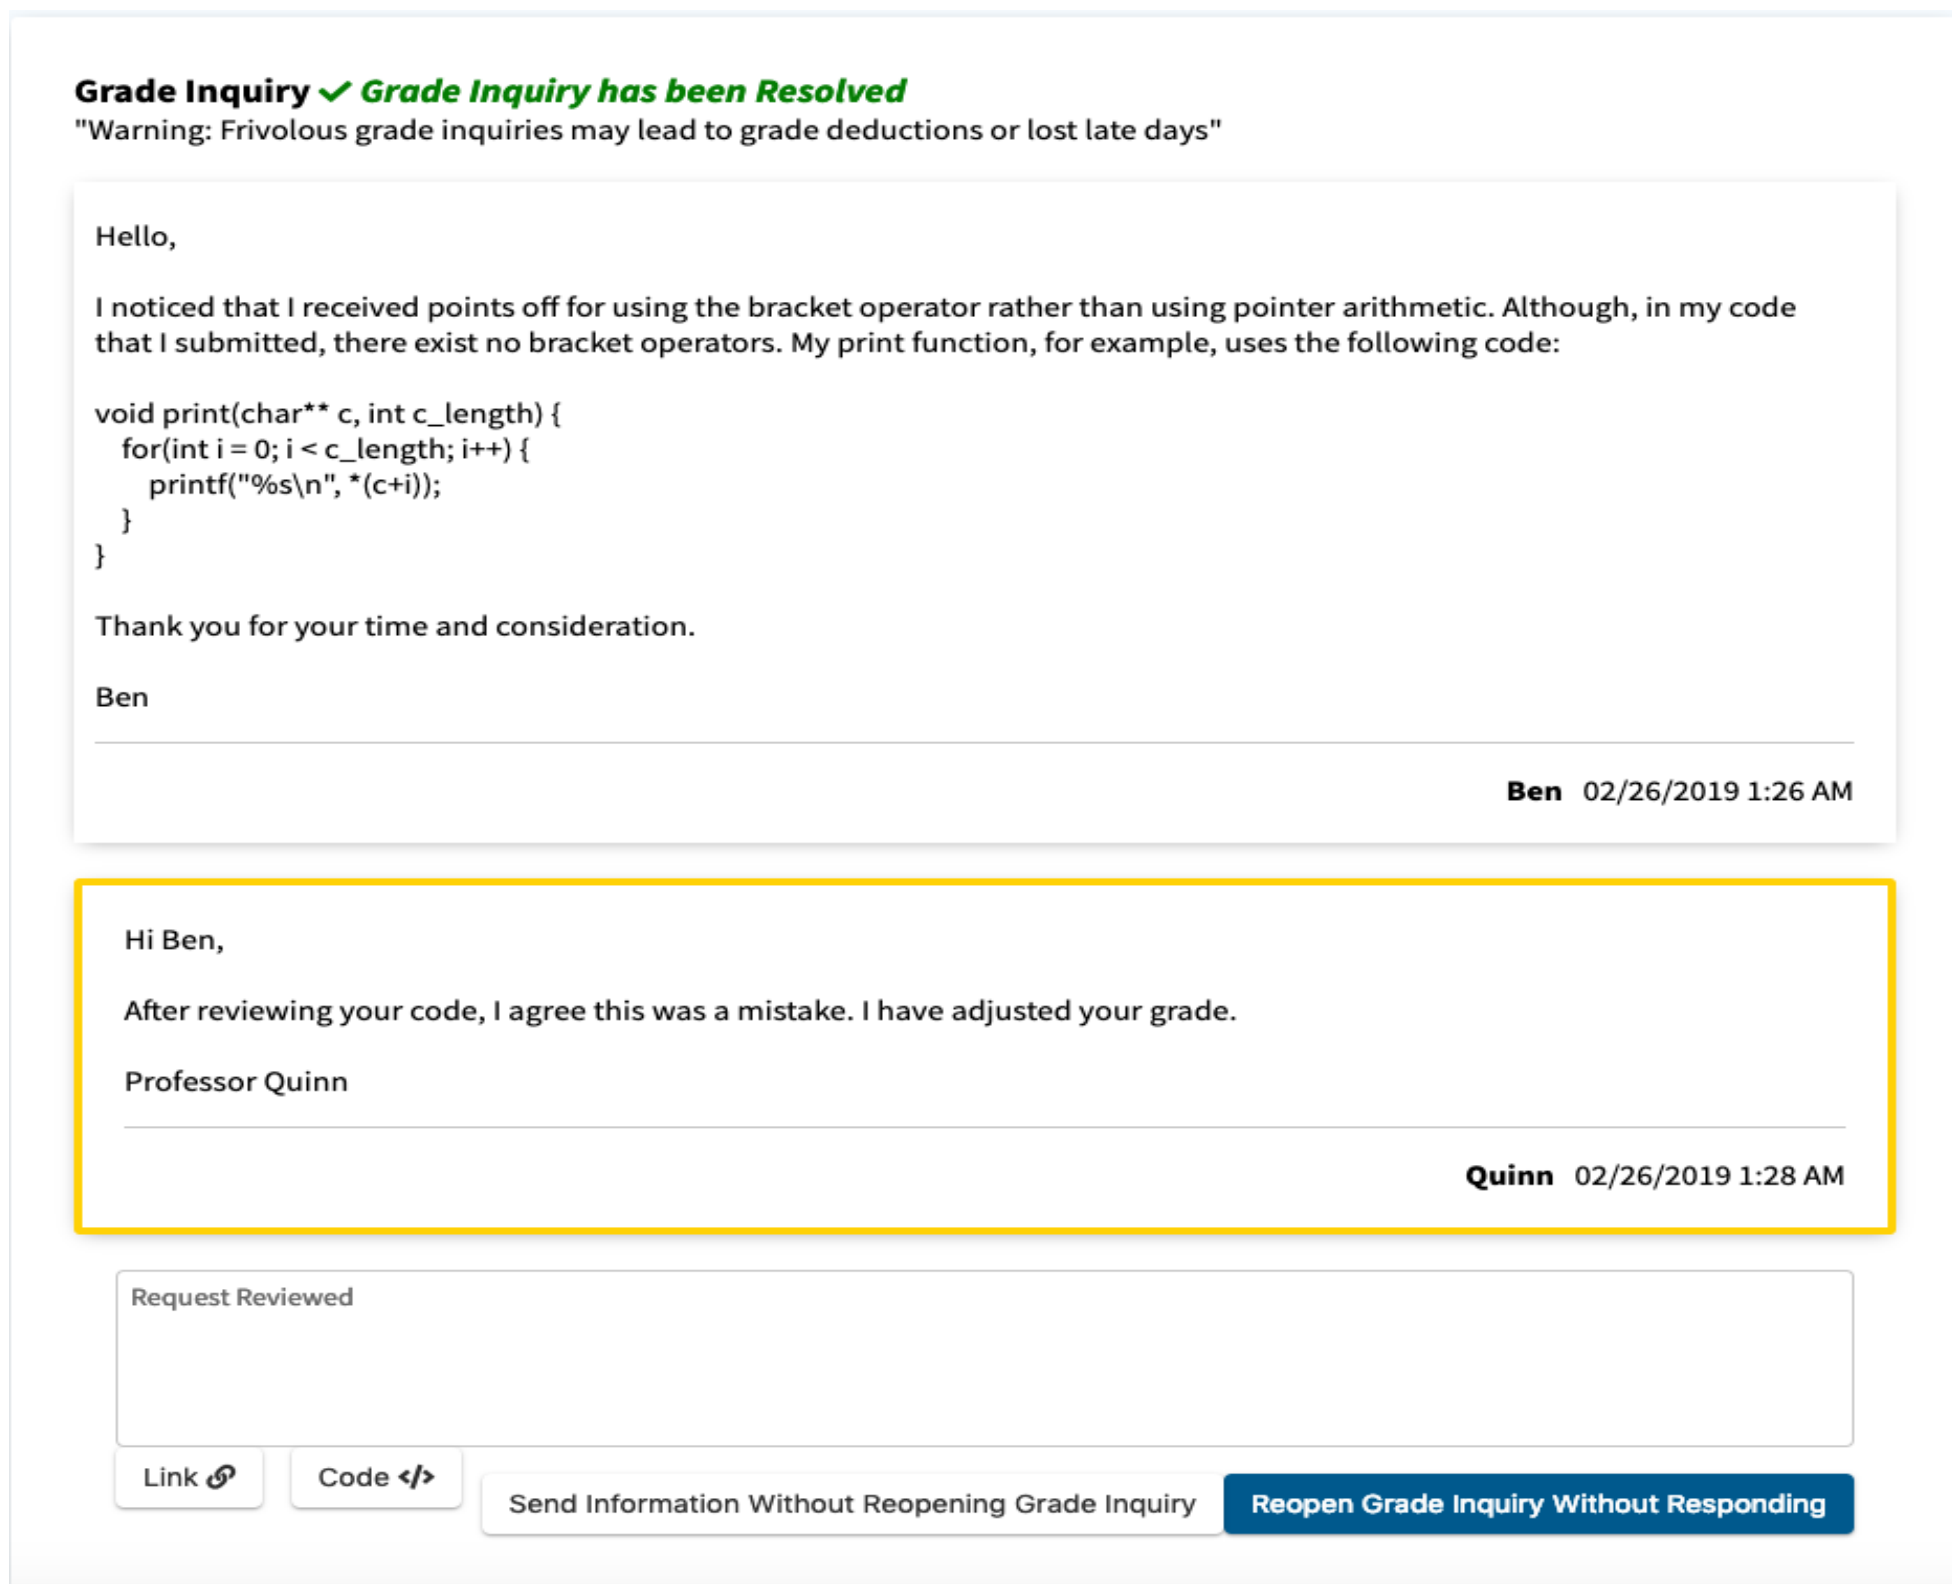 Grade Inquiry ✓ Grade Inquiry has been Resolved
"Warning: Frivolous grade inquiries may lead to grade deductions or lost late days"
Hello,
I noticed that I received points off for using the bracket operator rather than using pointer arithmetic. Although, in my code
that I submitted, there exist no bracket operators. My print function, for example, uses the following code:
void print(char** c, int c_length) {
for(int i = 0; i < c_length; i++) {
printf("%s\n", *(c+i));
}
}
Thank you for your time and consideration.
Ben
Ben 02/26/2019 1:26 AM
Hi Ben,
After reviewing your code, I agree this was a mistake. I have adjusted your grade.
Professor Quinn
Quinn 02/26/2019 1:28 AM
Request Reviewed
Link
Code </>
Send Information Without Reopening Grade Inquiry
Reopen Grade Inquiry Without Responding